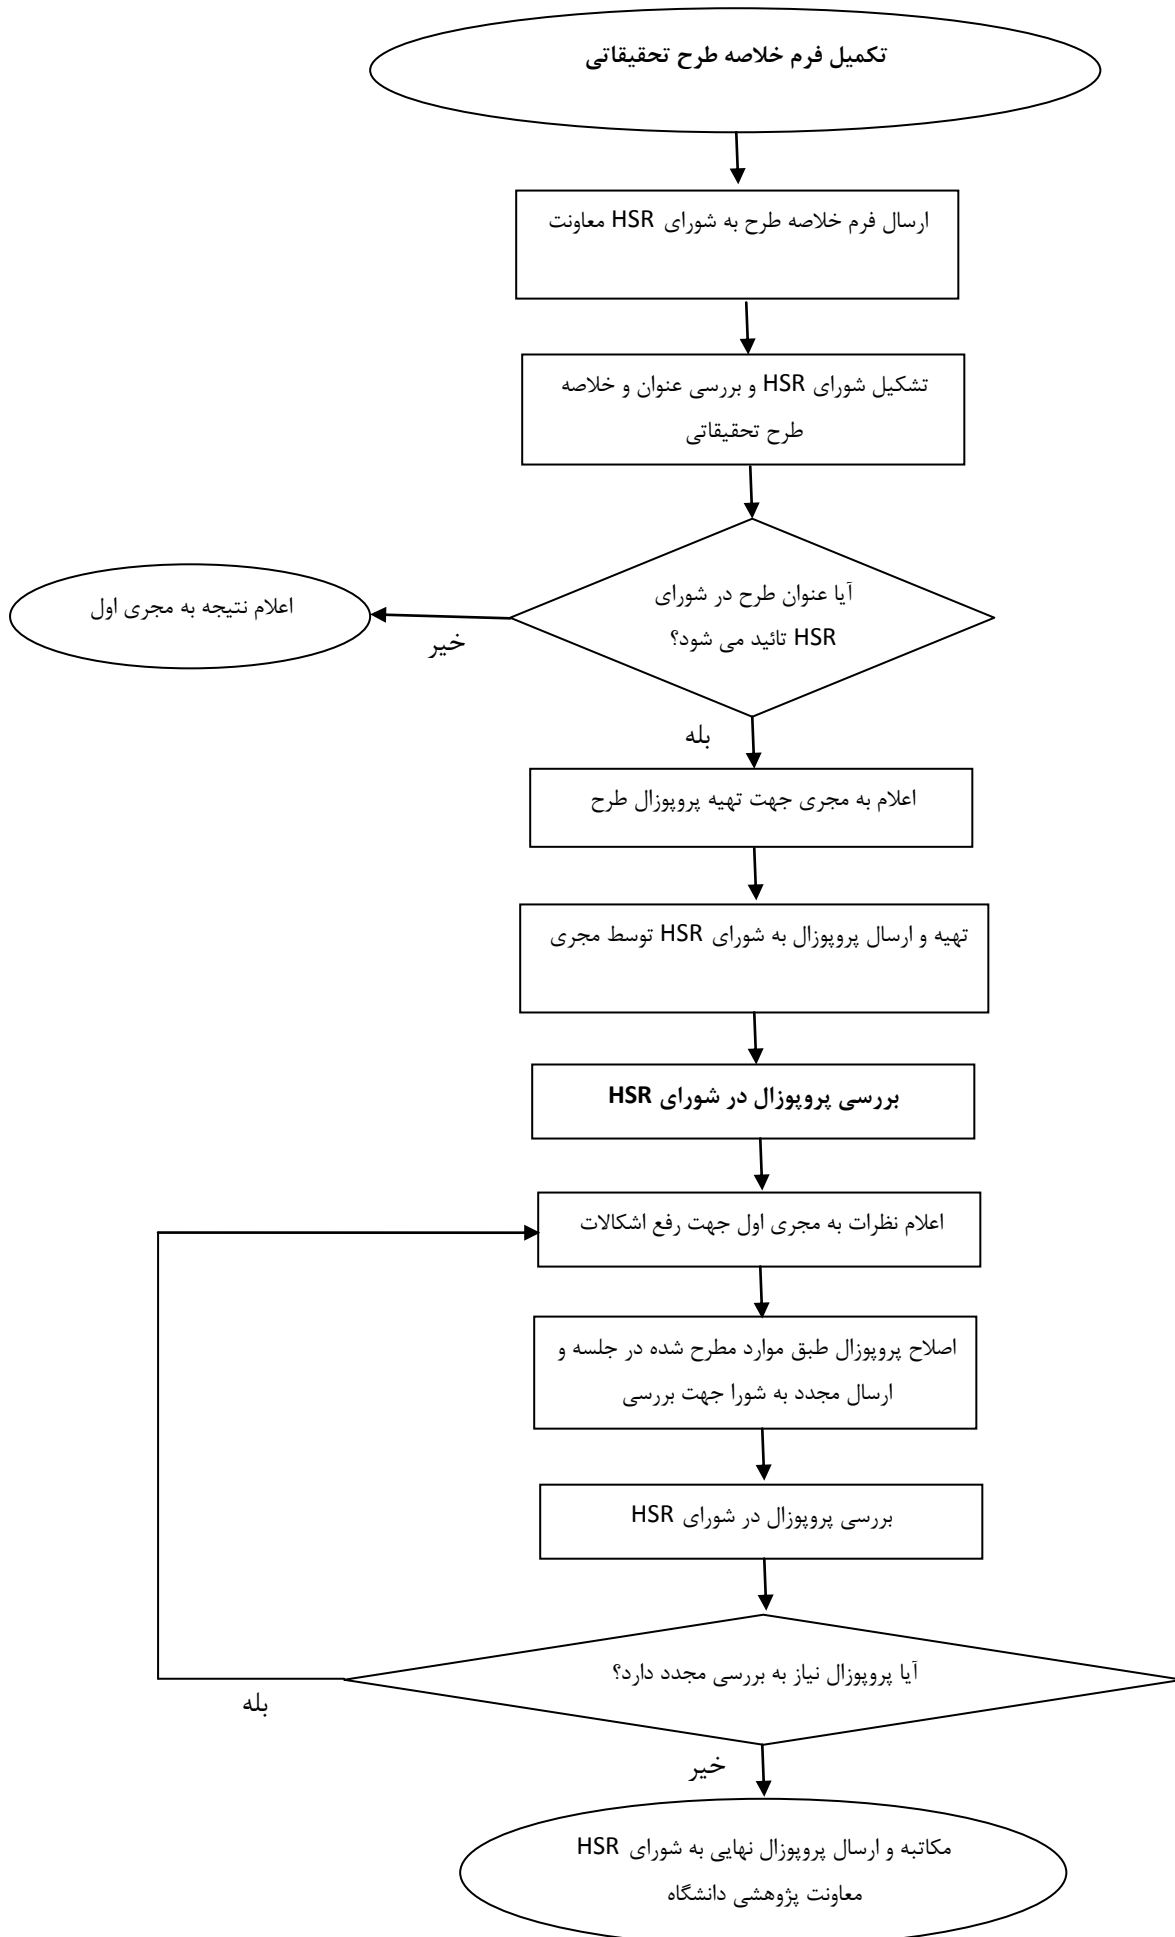 تکمیل فرم خلاصه طرح تحقیقاتی
ارسال فرم خلاصه طرح به شورای HSR معاونت
تشکیل شورای HSR و بررسی عنوان و خلاصه
طرح تحقیقاتی
آیا عنوان طرح در شورای
HSR تائید می شود؟
اعلام نتیجه به مجری اول
خیر
بله
اعلام به مجری جهت تهیه پروپوزال طرح
تهیه و ارسال پروپوزال به شورای HSR توسط مجری
بررسی پروپوزال در شورای HSR
اعلام نظرات به مجری اول جهت رفع اشکالات
اصلاح پروپوزال طبق موارد مطرح شده در جلسه و
ارسال مجدد به شورا جهت بررسی
بررسی پروپوزال در شورای HSR
آیا پروپوزال نیاز به بررسی مجدد دارد؟
بله
خیر
مکاتبه و ارسال پروپوزال نهایی به شورای HSR
معاونت پژوهشی دانشگاه